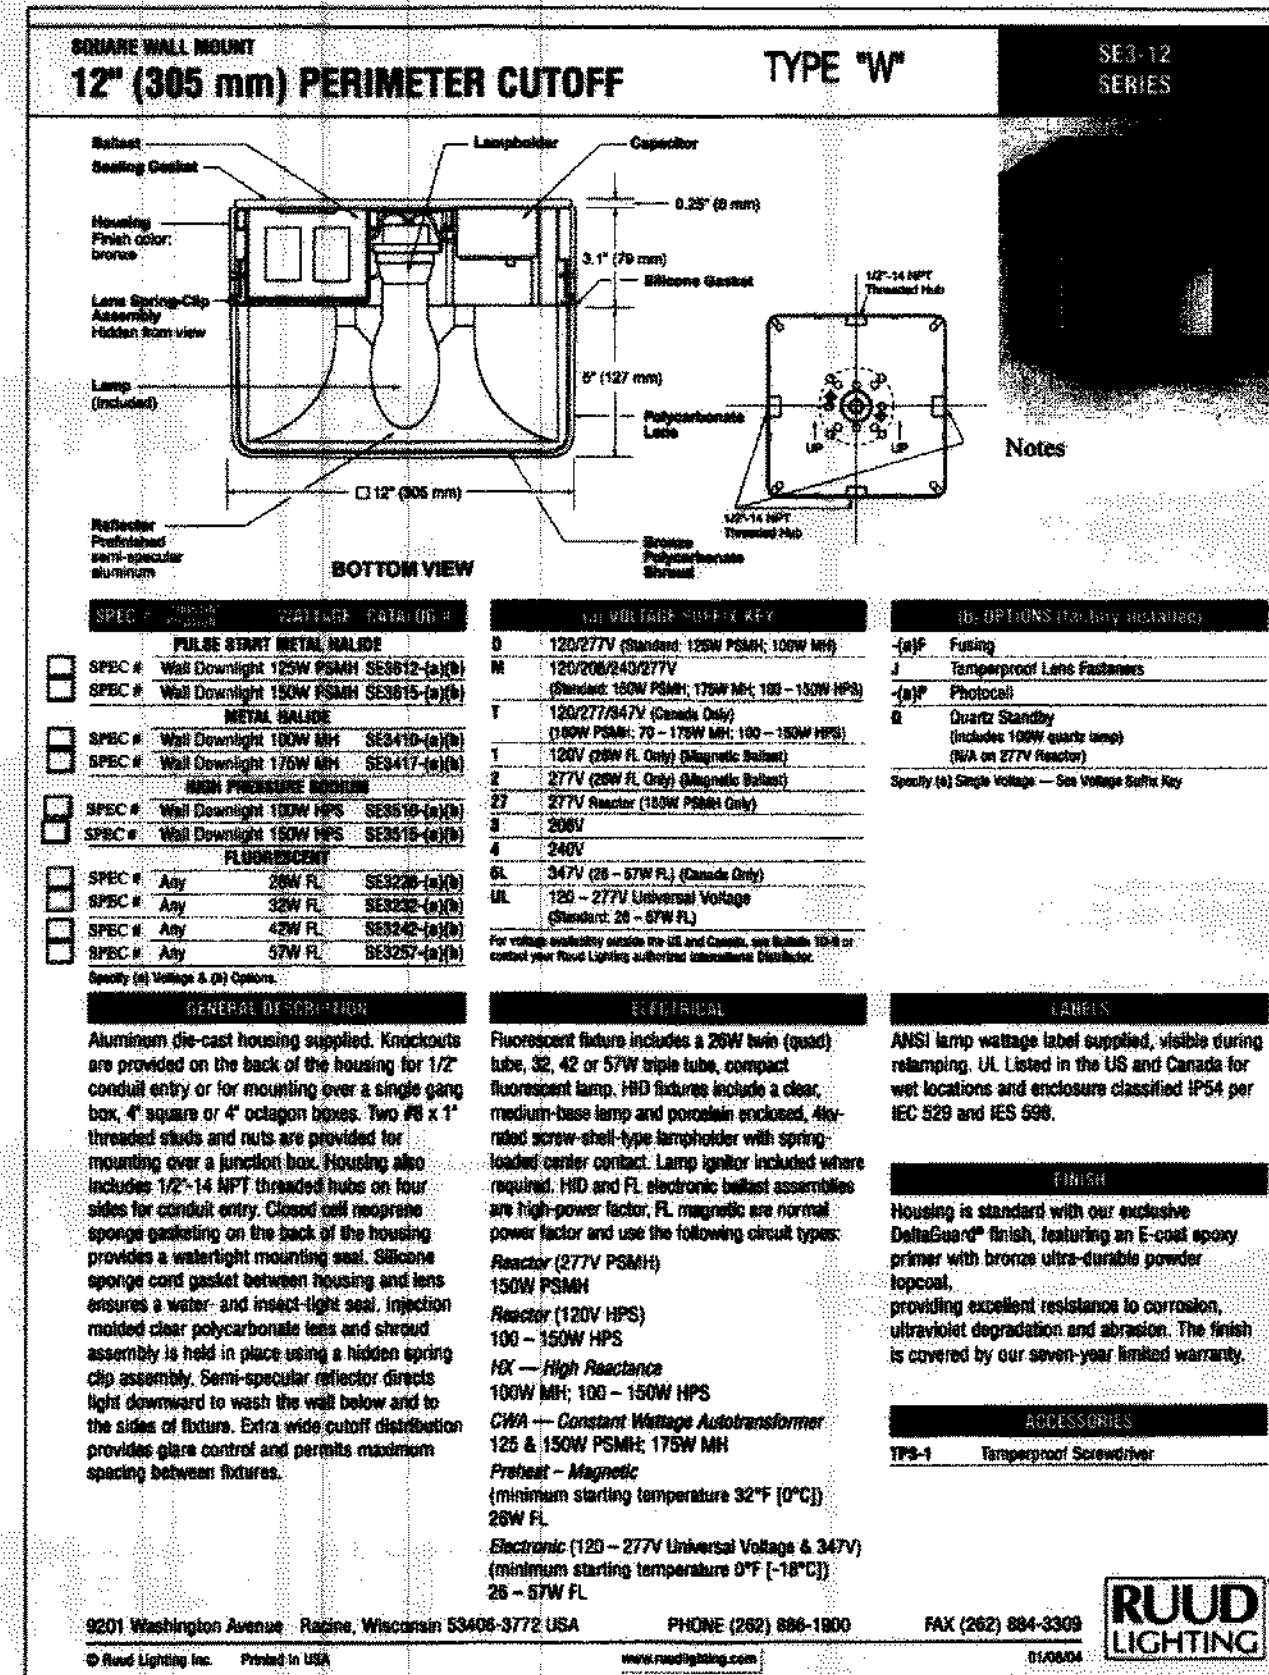 SQUARE WALL MOUNT
12" (305 mm) PERIMETER CUTOFF
TYPE "W"
SE3-12
SERIES
Ballast
Sealing Gasket
Lampholder
Capacitor
Housing
Finish color:
bronze
0.25" (6 mm)
3.1" (79 mm)
Silicone Gasket
Lens Spring-Clip
Assembly
Hidden from view
Lamp
(Included)
5" (127 mm)
Polycarbonate
Lens
12" (305 mm)
Reflector
Prefinished
semi-specular
aluminum
BOTTOM VIEW
Bronze
Polycarbonate
Shroud
1/2"-14 NPT
Threaded Hub
UP
UP
1/2"-14 NPT
Threaded Hub
Notes
SPEC # WATTAGE CATALOG #
PULSE START METAL HALIDE
SPEC # Wall Downlight 125W PSMH SE3612-(a)(b)
SPEC # Wall Downlight 150W PSMH SE3615-(a)(b)
METAL HALIDE
SPEC # Wall Downlight 100W MH SE3410-(a)(b)
SPEC # Wall Downlight 175W MH SE3417-(a)(b)
HIGH PRESSURE SODIUM
SPEC # Wall Downlight 100W HPS SE3510-(a)(b)
SPEC # Wall Downlight 150W HPS SE3515-(a)(b)
FLUORESCENT
SPEC # Any 26W FL SE3226-(a)(b)
SPEC # Any 32W FL SE3232-(a)(b)
SPEC # Any 42W FL SE3242-(a)(b)
SPEC # Any 57W FL SE3257-(a)(b)
Specify (a) Voltage & (b) Options.
(a) VOLTAGE SUFFIX KEY
D 120/277V (Standard: 125W PSMH; 100W MH)
M 120/208/240/277V
(Standard: 150W PSMH; 175W MH; 100 – 150W HPS)
T 120/277/347V (Canada Only)
(150W PSMH; 70 – 175W MH; 100 – 150W HPS)
1 120V (26W FL Only) (Magnetic Ballast)
2 277V (26W FL Only) (Magnetic Ballast)
27 277V Reactor (150W PSMH Only)
3 208V
4 240V
6L 347V (26 – 57W FL) (Canada Only)
UL 120 – 277V Universal Voltage
(Standard: 26 – 57W FL)
For voltage availability outside the US and Canada, see Bulletin TD-9 or
contact your Ruud Lighting authorized International Distributor.
(b) OPTIONS (factory installed)
-(a)F Fusing
J Tamperproof Lens Fasteners
-(a)P Photocell
Q Quartz Standby
(Includes 100W quartz lamp)
(N/A on 277V Reactor)
Specify (a) Single Voltage — See Voltage Suffix Key
GENERAL DESCRIPTION
Aluminum die-cast housing supplied. Knockouts
are provided on the back of the housing for 1/2"
conduit entry or for mounting over a single gang
box, 4" square or 4" octagon boxes. Two #8 x 1"
threaded studs and nuts are provided for
mounting over a junction box. Housing also
includes 1/2"-14 NPT threaded hubs on four
sides for conduit entry. Closed cell neoprene
sponge gasketing on the back of the housing
provides a watertight mounting seal. Silicone
sponge cord gasket between housing and lens
ensures a water- and insect-tight seal. Injection
molded clear polycarbonate lens and shroud
assembly is held in place using a hidden spring
clip assembly. Semi-specular reflector directs
light downward to wash the wall below and to
the sides of fixture. Extra wide cutoff distribution
provides glare control and permits maximum
spacing between fixtures.
ELECTRICAL
Fluorescent fixture includes a 26W twin (quad)
tube, 32, 42 or 57W triple tube, compact
fluorescent lamp. HID fixtures include a clear,
medium-base lamp and porcelain enclosed, 4kv-
rated screw-shell-type lampholder with spring-
loaded center contact. Lamp ignitor included where
required. HID and FL electronic ballast assemblies
are high-power factor, FL magnetic are normal
power factor and use the following circuit types:
Reactor (277V PSMH)
150W PSMH
Reactor (120V HPS)
100 – 150W HPS
HX — High Reactance
100W MH; 100 – 150W HPS
CWA — Constant Wattage Autotransformer
125 & 150W PSMH; 175W MH
Preheat – Magnetic
(minimum starting temperature 32°F [0°C])
26W FL
Electronic (120 – 277V Universal Voltage & 347V)
(minimum starting temperature 0°F [-18°C])
26 – 57W FL
LABELS
ANSI lamp wattage label supplied, visible during
relamping. UL Listed in the US and Canada for
wet locations and enclosure classified IP54 per
IEC 529 and IES 598.
FINISH
Housing is standard with our exclusive
DeltaGuard® finish, featuring an E-coat epoxy
primer with bronze ultra-durable powder
topcoat,
providing excellent resistance to corrosion,
ultraviolet degradation and abrasion. The finish
is covered by our seven-year limited warranty.
ACCESSORIES
TPS-1 Tamperproof Screwdriver
9201 Washington Avenue Racine, Wisconsin 53406-3772 USA PHONE (262) 886-1900 FAX (262) 884-3309
© Ruud Lighting Inc. Printed in USA www.ruudlighting.com 01/08/04
RUUD
LIGHTING